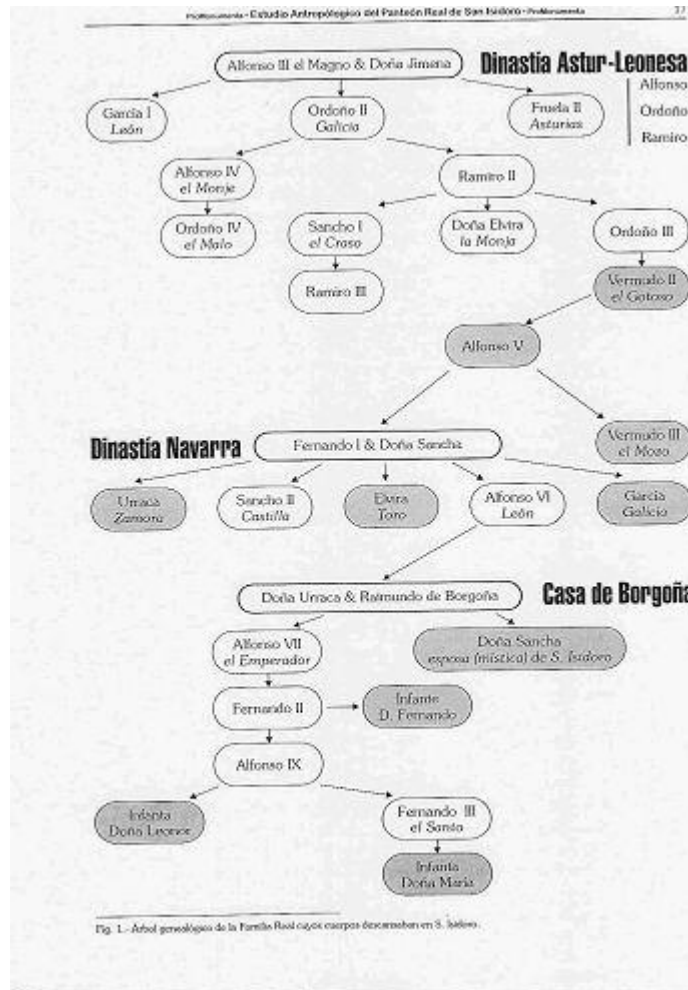 ProMonumenta - Estudio Antropólogico del Panteón Real de San Isidoro - ProMonumenta
Alfonso III el Magno & Doña Jimena
Dinastía Astur-Leonesa
Alfonso
Ordoño
Ramiro
García I
León
Ordoño II
Galicia
Fruela II
Asturias
Alfonso IV
el Monje
Ramiro II
Ordoño IV
el Malo
Sancho I
el Craso
Doña Elvira
la Monja
Ordoño III
Ramiro III
Vermudo II
el Gotoso
Alfonso V
Dinastía Navarra
Fernando I & Doña Sancha
Vermudo III
el Mozo
Urraca
Zamora
Sancho II
Castilla
Elvira
Toro
Alfonso VI
León
García
Galicia
Doña Urraca & Raimundo de Borgoña
Casa de Borgoña
Alfonso VII
el Emperador
Doña Sancha
esposa (mística) de S. Isidoro
Fernando II
Infante
D. Fernando
Alfonso IX
Infanta
Doña Leonor
Fernando III
el Santo
Infanta
Doña María
Fig. 1.- Arbol genealógico de la Familia Real cuyos cuerpos descansaban en S. Isidoro.